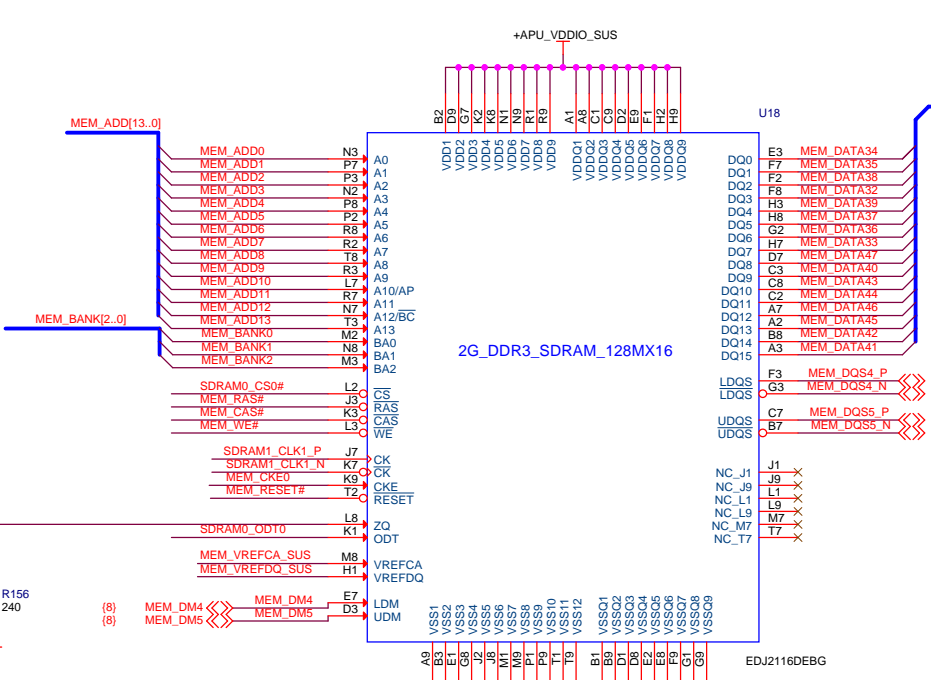 +APU_VDDIO_SUS
B2 D9 G7 K2 K8 N1 N9 R1 R9 A1 A8 C1 C9 D2 E9 F1 H2 H9
U18
VDD1 VDD2 VDD3 VDD4 VDD5 VDD6 VDD7 VDD8 VDD9 VDDQ1 VDDQ2 VDDQ3 VDDQ4 VDDQ5 VDDQ6 VDDQ7 VDDQ8 VDDQ9
MEM_ADD[13..0]
MEM_ADD0 N3 A0
MEM_ADD1 P7 A1
MEM_ADD2 P3 A2
MEM_ADD3 N2 A3
MEM_ADD4 P8 A4
MEM_ADD5 P2 A5
MEM_ADD6 R8 A6
MEM_ADD7 R2 A7
MEM_ADD8 T8 A8
MEM_ADD9 R3 A9
MEM_ADD10 L7 A10/AP
MEM_ADD11 R7 A11
MEM_ADD12 N7 A12/BC
MEM_ADD13 T3 A13
MEM_BANK[2..0]
MEM_BANK0 M2 BA0
MEM_BANK1 N8 BA1
MEM_BANK2 M3 BA2
SDRAM0_CS0# L2 CS
MEM_RAS# J3 RAS
MEM_CAS# K3 CAS
MEM_WE# L3 WE
SDRAM1_CLK1_P J7 CK
SDRAM1_CLK1_N K7 CK
MEM_CKE0 K9 CKE
MEM_RESET# T2 RESET
L8 ZQ
SDRAM0_ODT0 K1 ODT
MEM_VREFCA_SUS M8 VREFCA
MEM_VREFDQ_SUS H1 VREFDQ
R156
240
{8} MEM_DM4 MEM_DM4 E7 LDM
{8} MEM_DM5 MEM_DM5 D3 UDM
2G_DDR3_SDRAM_128MX16
DQ0 E3 MEM_DATA34
DQ1 F7 MEM_DATA35
DQ2 F2 MEM_DATA38
DQ3 F8 MEM_DATA32
DQ4 H3 MEM_DATA39
DQ5 H8 MEM_DATA37
DQ6 G2 MEM_DATA36
DQ7 H7 MEM_DATA33
DQ8 D7 MEM_DATA47
DQ9 C3 MEM_DATA40
DQ10 C8 MEM_DATA43
DQ11 C2 MEM_DATA44
DQ12 A7 MEM_DATA46
DQ13 A2 MEM_DATA45
DQ14 B8 MEM_DATA42
DQ15 A3 MEM_DATA41
LDQS F3 MEM_DQS4_P
LDQS G3 MEM_DQS4_N
UDQS C7 MEM_DQS5_P
UDQS B7 MEM_DQS5_N
NC_J1 J1
NC_J9 J9
NC_L1 L1
NC_L9 L9
NC_M7 M7
NC_T7 T7
VSS1 VSS2 VSS3 VSS4 VSS5 VSS6 VSS7 VSS8 VSS9 VSS10 VSS11 VSS12 VSSQ1 VSSQ2 VSSQ3 VSSQ4 VSSQ5 VSSQ6 VSSQ7 VSSQ8 VSSQ9
A9 B3 E1 G8 J2 J8 M1 M9 P1 P9 T1 T9 B1 B9 D1 D8 E2 E8 F9 G1 G9
EDJ2116DEBG